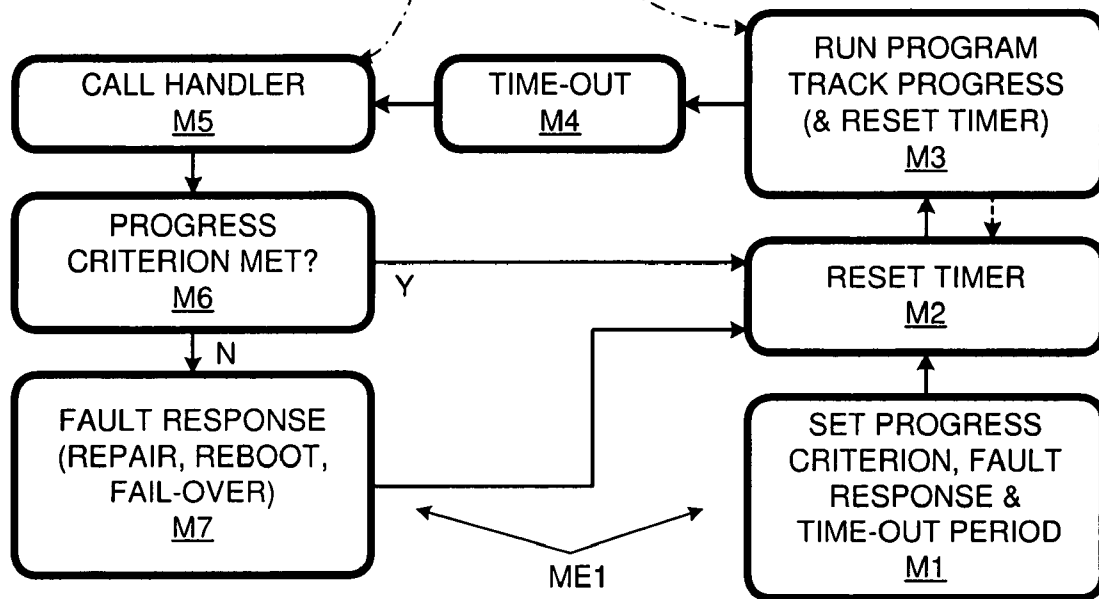 CALL HANDLER
M5
TIME-OUT
M4
RUN PROGRAM
TRACK PROGRESS
(& RESET TIMER)
M3
PROGRESS
CRITERION MET?
M6
Y
N
RESET TIMER
M2
FAULT RESPONSE
(REPAIR, REBOOT,
FAIL-OVER)
M7
ME1
SET PROGRESS
CRITERION, FAULT
RESPONSE &
TIME-OUT PERIOD
M1